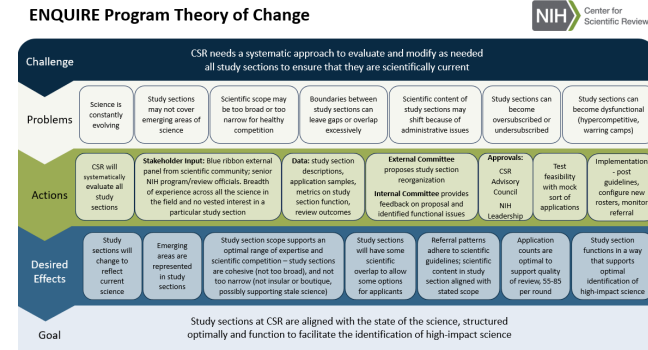 ENQUIRE Program Theory of Change
NIH
Center for
Scientific Review
Challenge
CSR needs a systematic approach to evaluate and modify as needed
all study sections to ensure that they are scientifically current
Problems
Science is
constantly
evolving
Study sections
may not cover
emerging areas of
science
Scientific scope may
be too broad or too
narrow for healthy
competition
Boundaries between
study sections can
leave gaps or overlap
excessively
Scientific content of
study sections may
shift because of
administrative issues
Study sections can
become
oversubscribed or
undersubscribed
Study sections can
become dysfunctional
(hypercompetitive,
warring camps)
Actions
CSR will
systematically
evaluate all
study
sections
Stakeholder Input: Blue ribbon external
panel from scientific community; senior
NIH program/review officials. Breadth
of experience across all the science in
the field and no vested interest in a
particular study section
Data: study section
descriptions,
application samples,
metrics on study
section function,
review outcomes
External Committee
proposes study section
reorganization
Internal Committee provides
feedback on proposal and
identified functional issues
Approvals:
CSR
Advisory
Council
NIH
Leadership
Test
feasibility
with mock
sort of
applications
Implementation
- post
guidelines,
configure new
rosters, monitor
referral
Desired
Effects
Study
sections will
change to
reflect
current
science
Emerging
areas are
represented
in study
sections
Study section scope supports an
optimal range of expertise and
scientific competition – study sections
are cohesive (not too broad), and not
too narrow (not insular or boutique,
possibly supporting stale science)
Study sections
will have some
scientific
overlap to allow
some options
for applicants
Referral patterns
adhere to scientific
guidelines; scientific
content in study
section aligned with
stated scope
Application
counts are
optimal to
support quality
of review, 55-85
per round
Study section
functions in a way
that supports
optimal
identification of
high-impact science
Goal
Study sections at CSR are aligned with the state of the science, structured
optimally and function to facilitate the identification of high-impact science